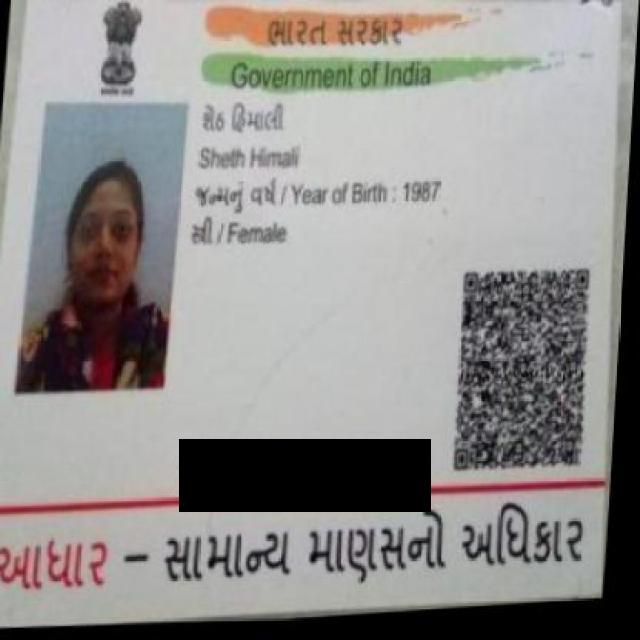 ભારત સરકાર
Government of India
શેઠ હિમાલી
Sheth Himali
જન્મનું વર્ષ / Year of Birth : 1987
સ્ત્રી / Female
આધાર – સામાન્ય માણસનો અધિકાર